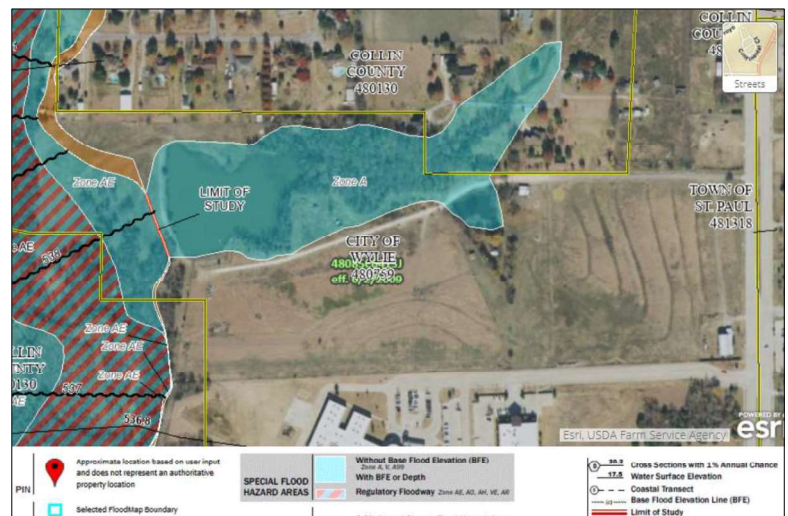 COLLIN
COUNTY
480130
COLLIN
Streets
Zone AE
Zone A
LIMIT OF
STUDY
TOWN OF
ST. PAUL
481318
CITY OF
WYLIE
480759
538
Zone AE
Zone AE
Zone AE
537
536.8
POWERED BY
esri
Esri, USDA Farm Service Agency
PIN
Approximate location based on user input
and does not represent an authoritative
property location
Selected FloodMap Boundary
SPECIAL FLOOD
HAZARD AREAS
Without Base Flood Elevation (BFE)
Zone A, V, A99
With BFE or Depth
Regulatory Floodway Zone AE, AO, AH, VE, AR
Cross Sections with 1% Annual Chance
17.5 Water Surface Elevation
Coastal Transect
Base Flood Elevation Line (BFE)
Limit of Study